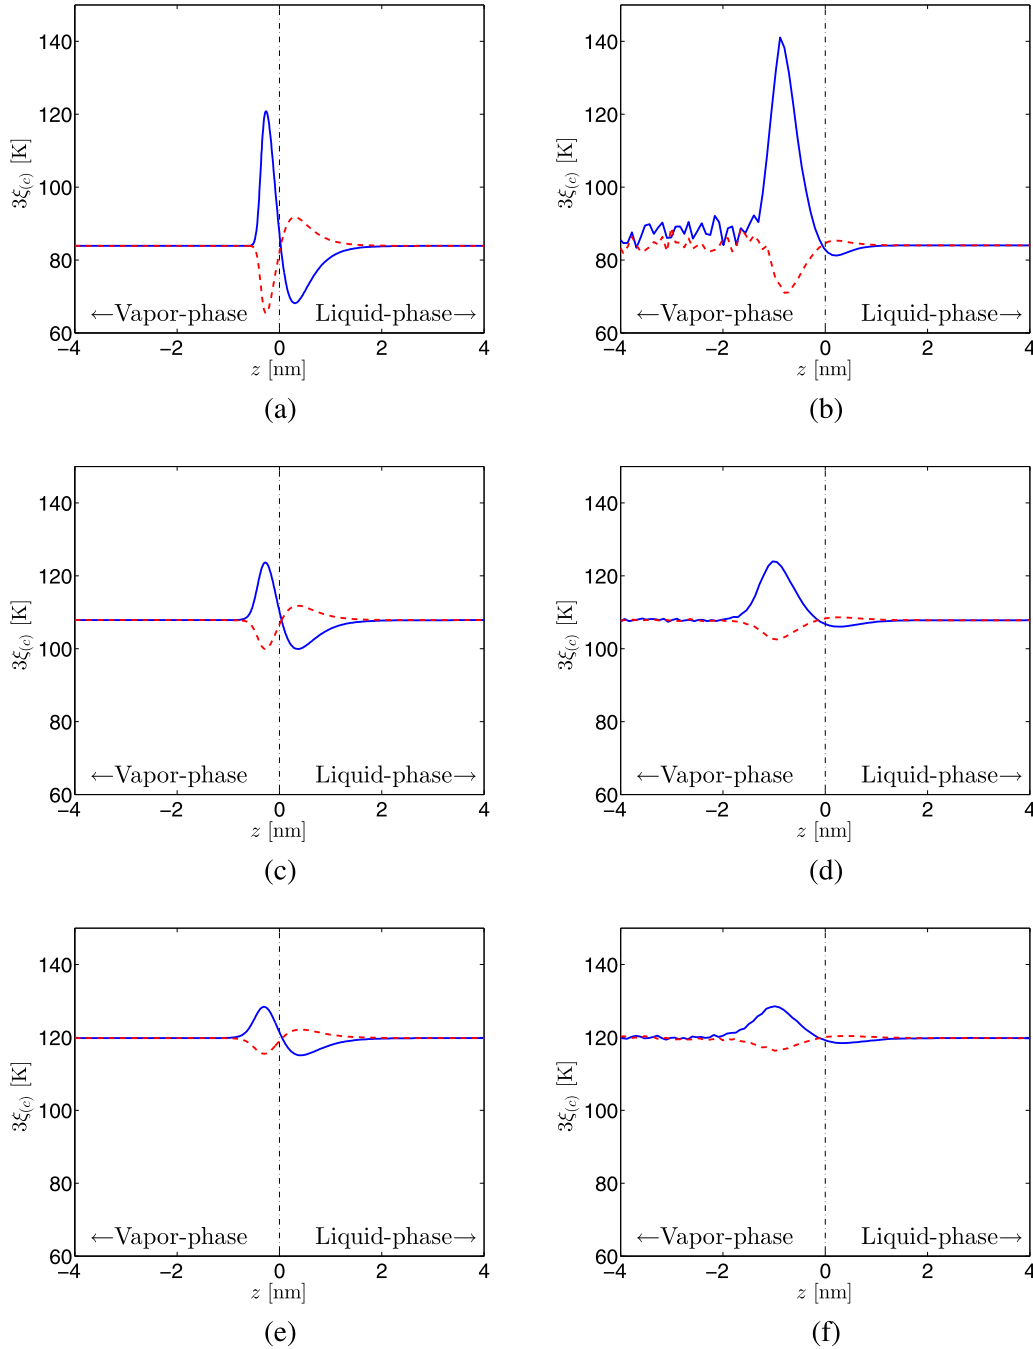 140
120
100
80
60
3ξ(c) [K]
←Vapor-phase Liquid-phase→
−4 −2 0 2 4
z [nm]
(a)
140
120
100
80
60
3ξ(c) [K]
←Vapor-phase Liquid-phase→
−4 −2 0 2 4
z [nm]
(b)
140
120
100
80
60
3ξ(c) [K]
←Vapor-phase Liquid-phase→
−4 −2 0 2 4
z [nm]
(c)
140
120
100
80
60
3ξ(c) [K]
←Vapor-phase Liquid-phase→
−4 −2 0 2 4
z [nm]
(d)
140
120
100
80
60
3ξ(c) [K]
←Vapor-phase Liquid-phase→
−4 −2 0 2 4
z [nm]
(e)
140
120
100
80
60
3ξ(c) [K]
←Vapor-phase Liquid-phase→
−4 −2 0 2 4
z [nm]
(f)